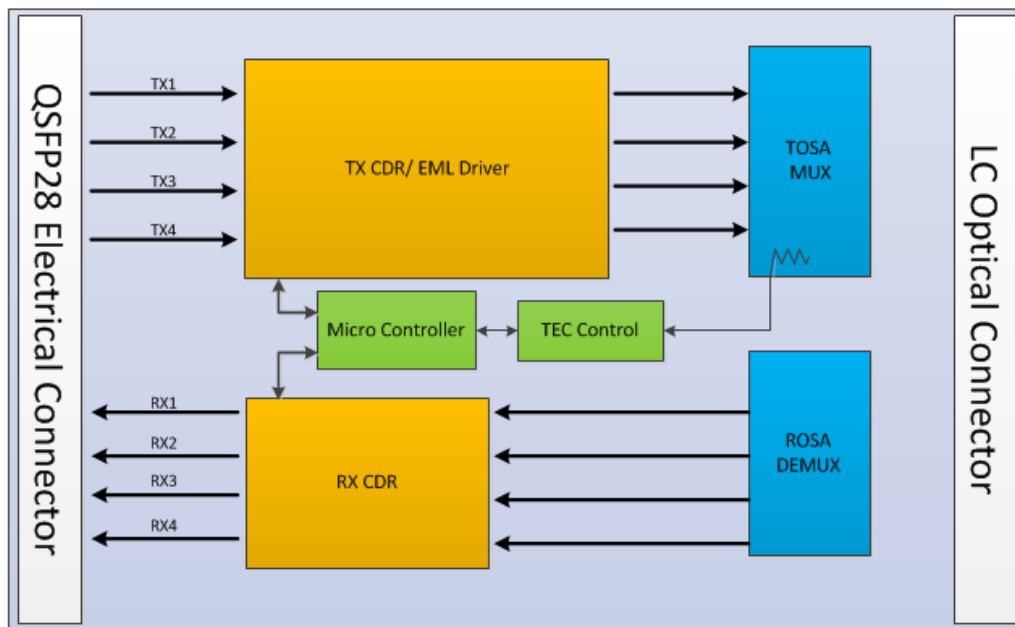 QSFP28 Electrical Connector
TX1
TX2
TX3
TX4
TX CDR/ EML Driver
TOSA
MUX
Micro Controller
TEC Control
RX1
RX2
RX3
RX4
RX CDR
ROSA
DEMUX
LC Optical Connector